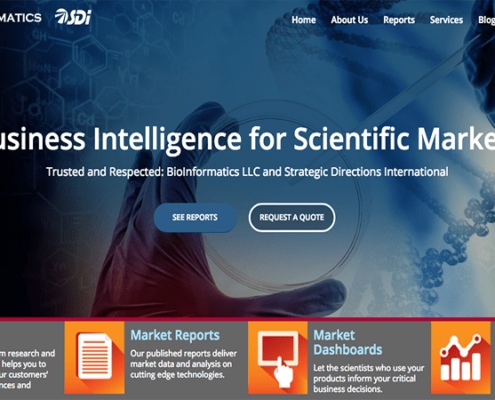 MATICS SDi Home About Us Reports Services Blog
usiness Intelligence for Scientific Marke
Trusted and Respected: BioInformatics LLC and Strategic Directions International
SEE REPORTS REQUEST A QUOTE
Market Reports
Our published reports deliver
market data and analysis on
cutting edge technologies.
Market
Dashboards
Let the scientists who use your
products inform your critical
business decisions.
m research and
helps you to
ur customers'
nces and